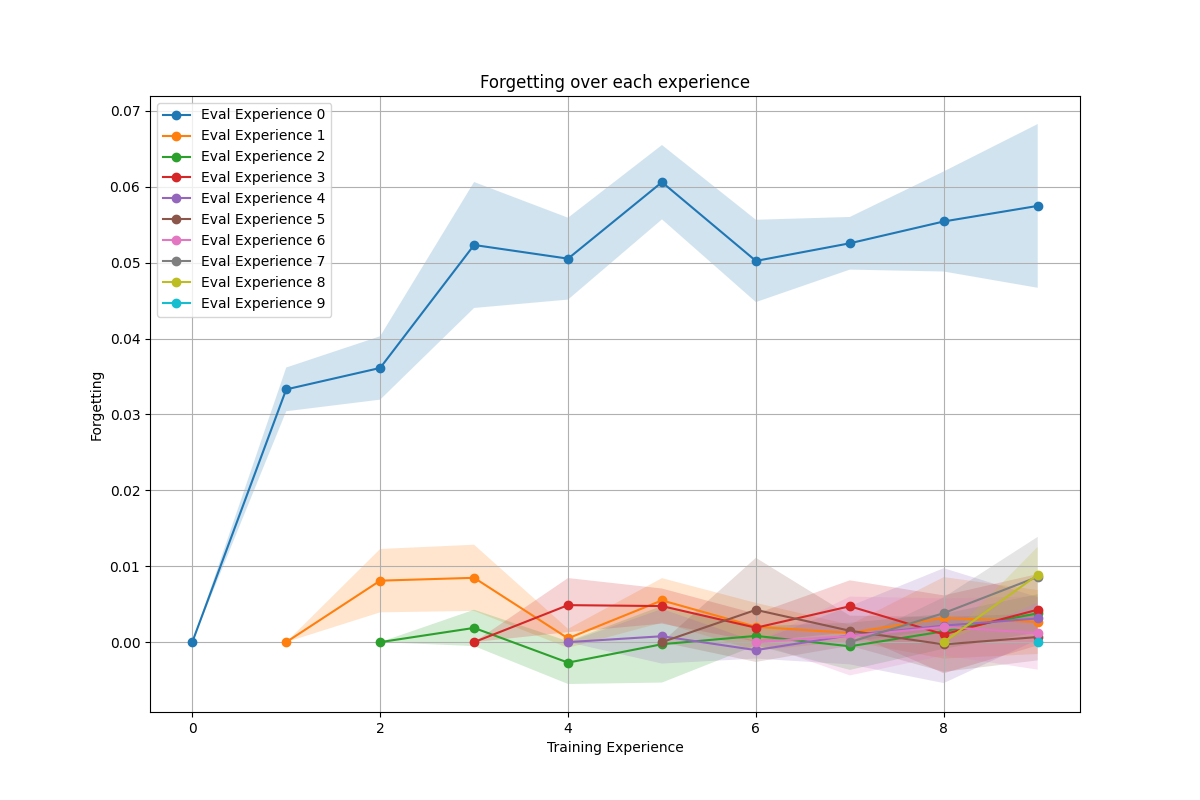 Forgetting over each experience
0.07
0.06
0.05
0.04
0.03
0.02
0.01
0.00
Forgetting
Eval Experience 0
Eval Experience 1
Eval Experience 2
Eval Experience 3
Eval Experience 4
Eval Experience 5
Eval Experience 6
Eval Experience 7
Eval Experience 8
Eval Experience 9
0 2 4 6 8
Training Experience